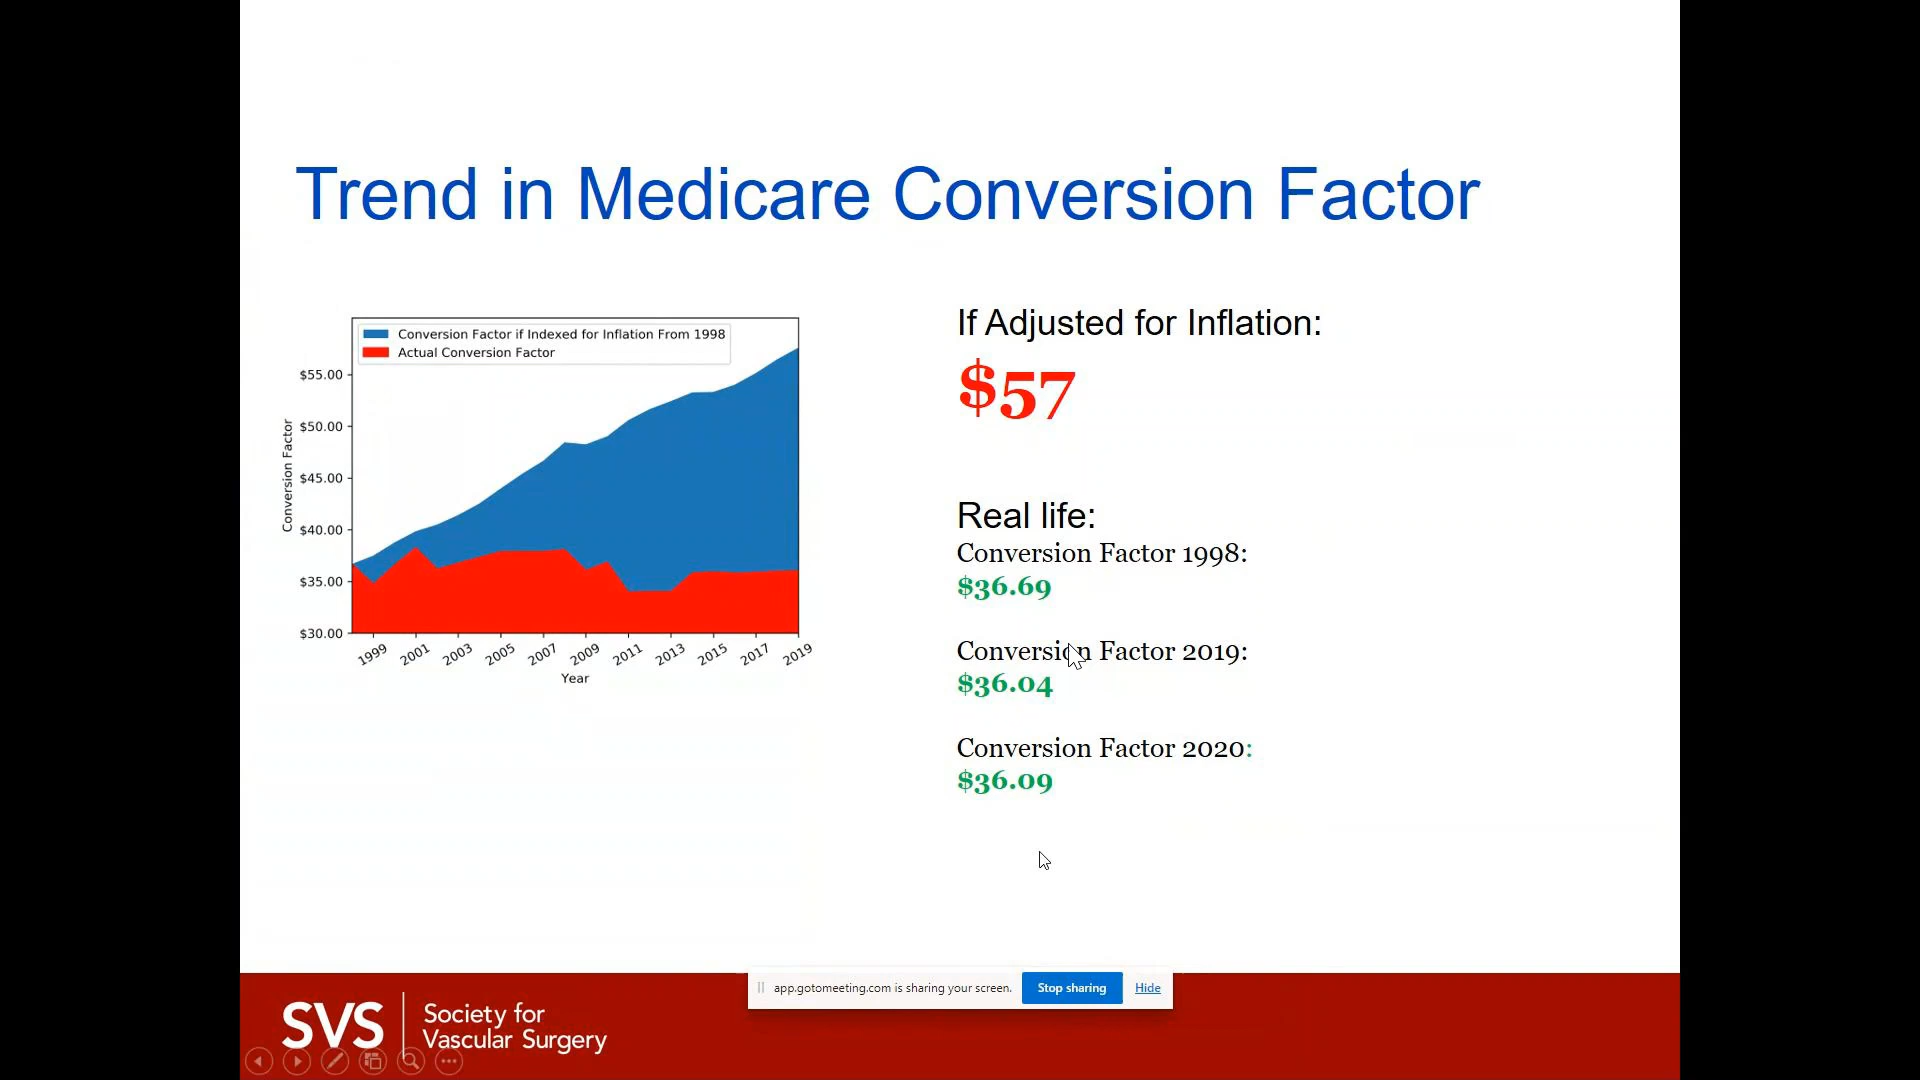 Trend in Medicare Conversion Factor
Conversion Factor if Indexed for Inflation From 1998
Actual Conversion Factor
$55.00
$50.00
$45.00
$40.00
$35.00
$30.00
Conversion Factor
1999
2001
2003
2005
2007
2009
2011
2013
2015
2017
2019
Year
If Adjusted for Inflation:
$57
Real life:
Conversion Factor 1998:
$36.69
Conversion Factor 2019:
$36.04
Conversion Factor 2020:
$36.09
app.gotomeeting.com is sharing your screen.
Stop sharing
Hide
SVS
Society for
Vascular Surgery